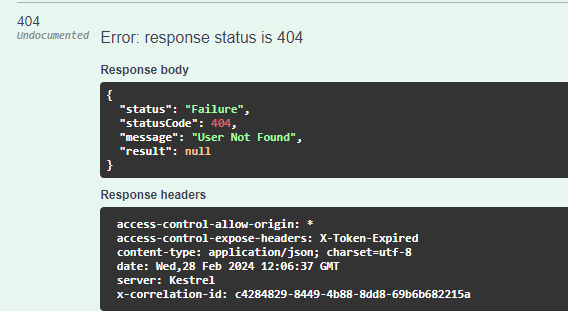 404
Undocumented
Error: response status is 404
Response body
{
"status": "Failure",
"statusCode": 404,
"message": "User Not Found",
"result": null
}
Response headers
access-control-allow-origin: *
access-control-expose-headers: X-Token-Expired
content-type: application/json; charset=utf-8
date: Wed,28 Feb 2024 12:06:37 GMT
server: Kestrel
x-correlation-id: c4284829-8449-4b88-8dd8-69b6b682215a